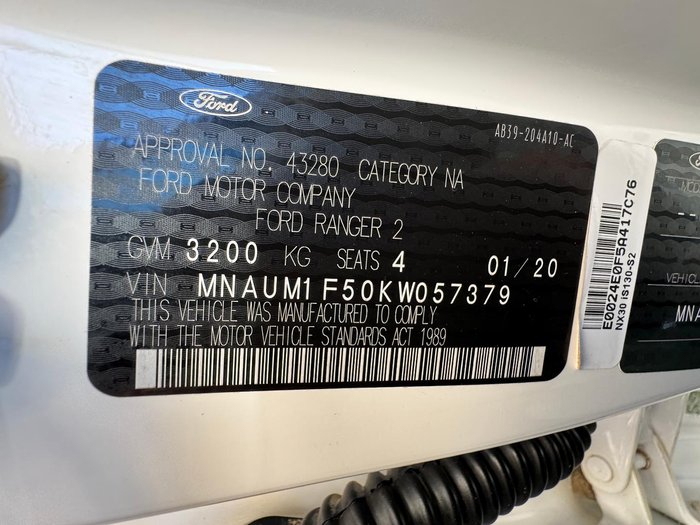 Ford
AB39-204A10-AC
APPROVAL NO. 43280 CATEGORY NA
FORD MOTOR COMPANY
FORD RANGER 2
GVM. 3200 KG SEATS 4 01/20
VIN MNAUM1F50KW057379
THIS VEHICLE WAS MANUFACTURED TO COMPLY
WITH THE MOTOR VEHICLE STANDARDS ACT 1989
E0024E0F5A417C76
NX30 IS130-S2
VEHICLE